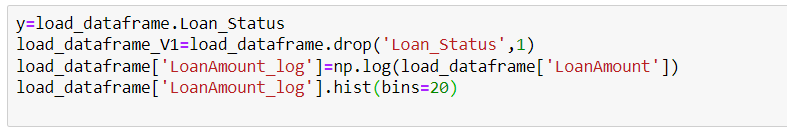 y=load_dataframe.Loan_Status
load_dataframe_V1=load_dataframe.drop('Loan_Status',1)
load_dataframe['LoanAmount_log']=np.log(load_dataframe['LoanAmount'])
load_dataframe['LoanAmount_log'].hist(bins=20)